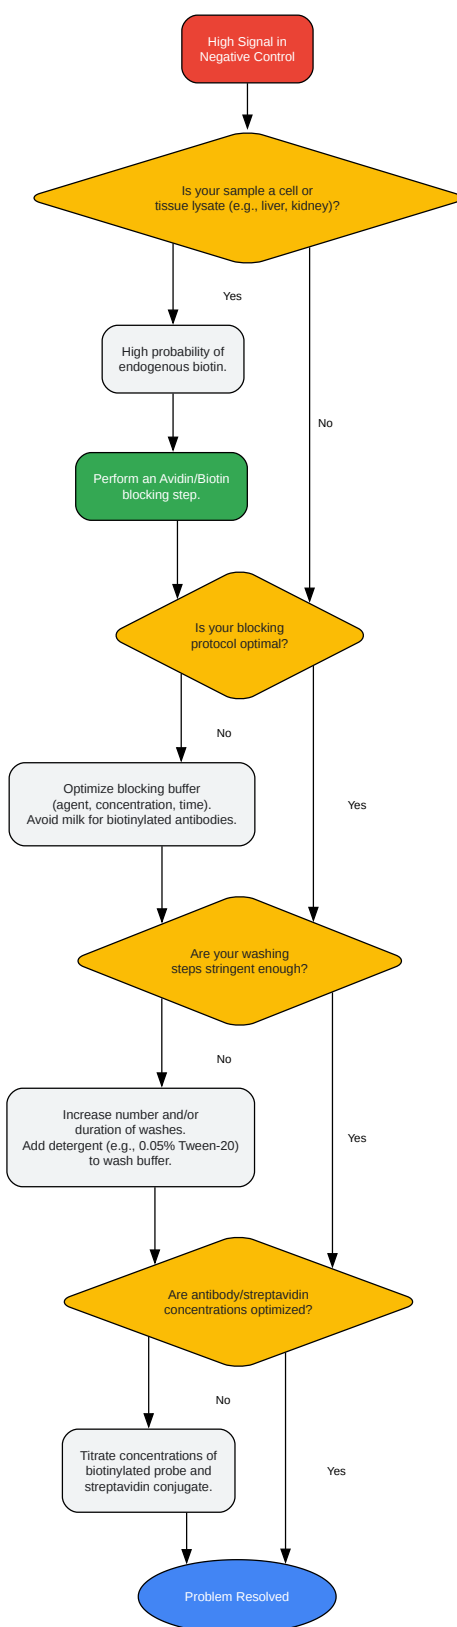 High Signal in
Negative Control
Is your sample a cell or
tissue lysate (e.g., liver, kidney)?
Yes
High probability of
endogenous biotin.
No
Perform an Avidin/Biotin
blocking step.
Is your blocking
protocol optimal?
No
Optimize blocking buffer
(agent, concentration, time).
Avoid milk for biotinylated antibodies.
Yes
Are your washing
steps stringent enough?
No
Increase number and/or
duration of washes.
Add detergent (e.g., 0.05% Tween-20)
to wash buffer.
Yes
Are antibody/streptavidin
concentrations optimized?
No
Titrate concentrations of
biotinylated probe and
streptavidin conjugate.
Yes
Problem Resolved